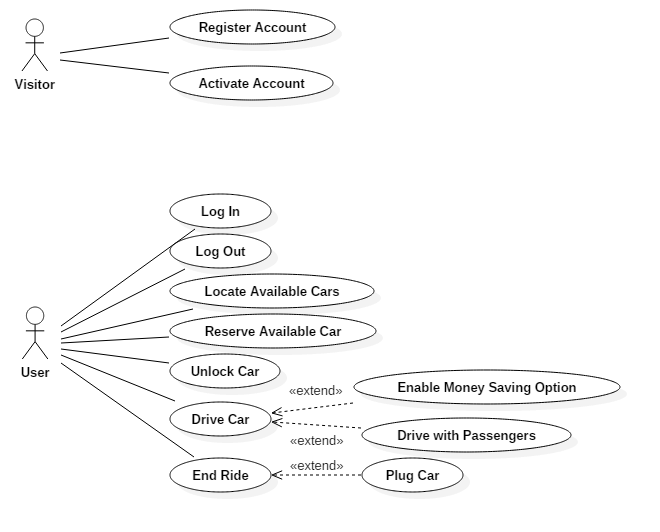 Register Account
Visitor
Activate Account
Log In
Log Out
Locate Available Cars
Reserve Available Car
User
Unlock Car
«extend»
Enable Money Saving Option
Drive Car
«extend»
Drive with Passengers
«extend»
End Ride
Plug Car